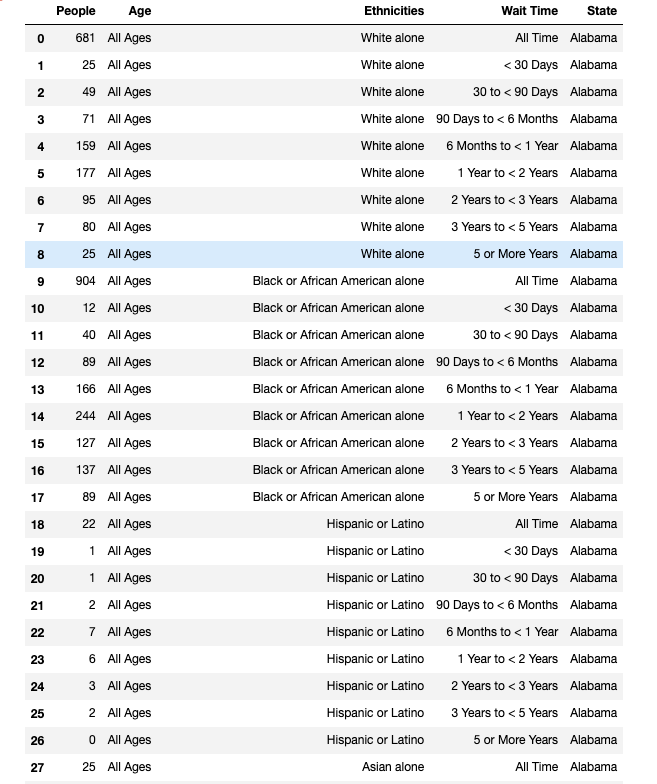 People Age Ethnicities Wait Time State
0 681 All Ages White alone All Time Alabama
1 25 All Ages White alone < 30 Days Alabama
2 49 All Ages White alone 30 to < 90 Days Alabama
3 71 All Ages White alone 90 Days to < 6 Months Alabama
4 159 All Ages White alone 6 Months to < 1 Year Alabama
5 177 All Ages White alone 1 Year to < 2 Years Alabama
6 95 All Ages White alone 2 Years to < 3 Years Alabama
7 80 All Ages White alone 3 Years to < 5 Years Alabama
8 25 All Ages White alone 5 or More Years Alabama
9 904 All Ages Black or African American alone All Time Alabama
10 12 All Ages Black or African American alone < 30 Days Alabama
11 40 All Ages Black or African American alone 30 to < 90 Days Alabama
12 89 All Ages Black or African American alone 90 Days to < 6 Months Alabama
13 166 All Ages Black or African American alone 6 Months to < 1 Year Alabama
14 244 All Ages Black or African American alone 1 Year to < 2 Years Alabama
15 127 All Ages Black or African American alone 2 Years to < 3 Years Alabama
16 137 All Ages Black or African American alone 3 Years to < 5 Years Alabama
17 89 All Ages Black or African American alone 5 or More Years Alabama
18 22 All Ages Hispanic or Latino All Time Alabama
19 1 All Ages Hispanic or Latino < 30 Days Alabama
20 1 All Ages Hispanic or Latino 30 to < 90 Days Alabama
21 2 All Ages Hispanic or Latino 90 Days to < 6 Months Alabama
22 7 All Ages Hispanic or Latino 6 Months to < 1 Year Alabama
23 6 All Ages Hispanic or Latino 1 Year to < 2 Years Alabama
24 3 All Ages Hispanic or Latino 2 Years to < 3 Years Alabama
25 2 All Ages Hispanic or Latino 3 Years to < 5 Years Alabama
26 0 All Ages Hispanic or Latino 5 or More Years Alabama
27 25 All Ages Asian alone All Time Alabama